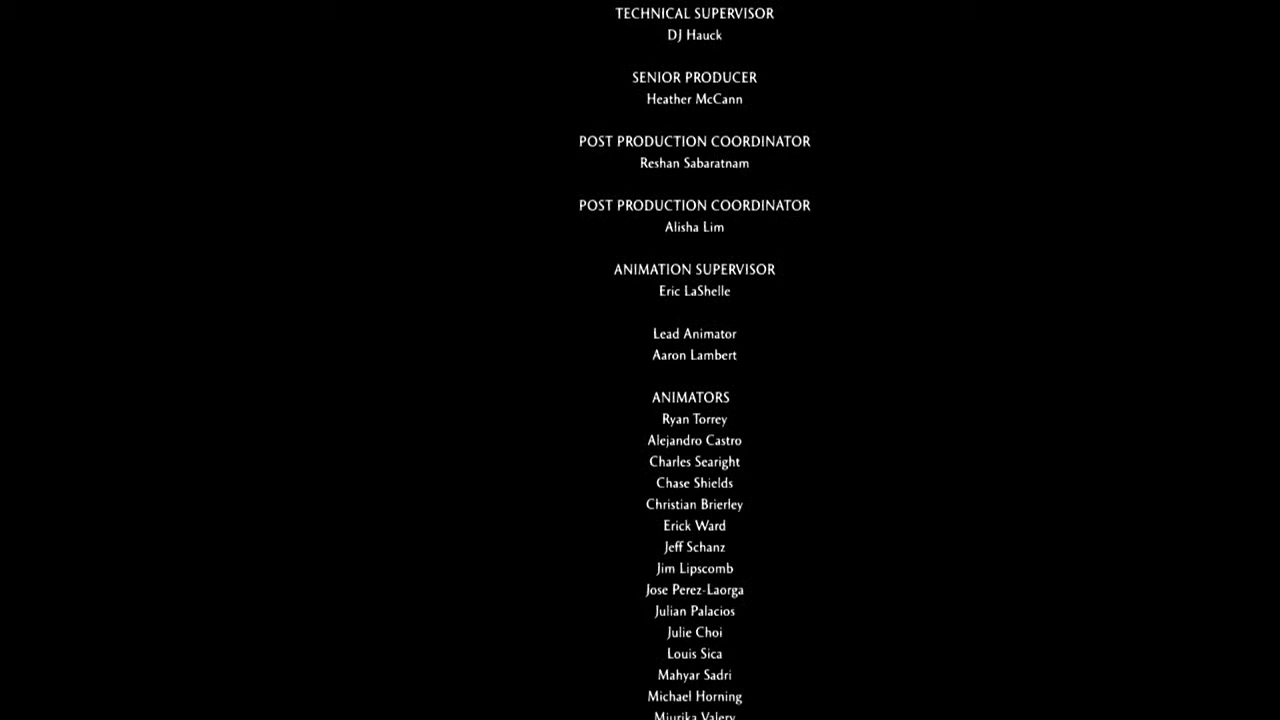 TECHNICAL SUPERVISOR
DJ Hauck
SENIOR PRODUCER
Heather McCann
POST PRODUCTION COORDINATOR
Reshan Sabaratnam
POST PRODUCTION COORDINATOR
Alisha Lim
ANIMATION SUPERVISOR
Eric LaShelle
Lead Animator
Aaron Lambert
ANIMATORS
Ryan Torrey
Alejandro Castro
Charles Searight
Chase Shields
Christian Brierley
Erick Ward
Jeff Schanz
Jim Lipscomb
Jose Perez-Laorga
Julian Palacios
Julie Choi
Louis Sica
Mahyar Sadri
Michael Horning
Mjurika Valery